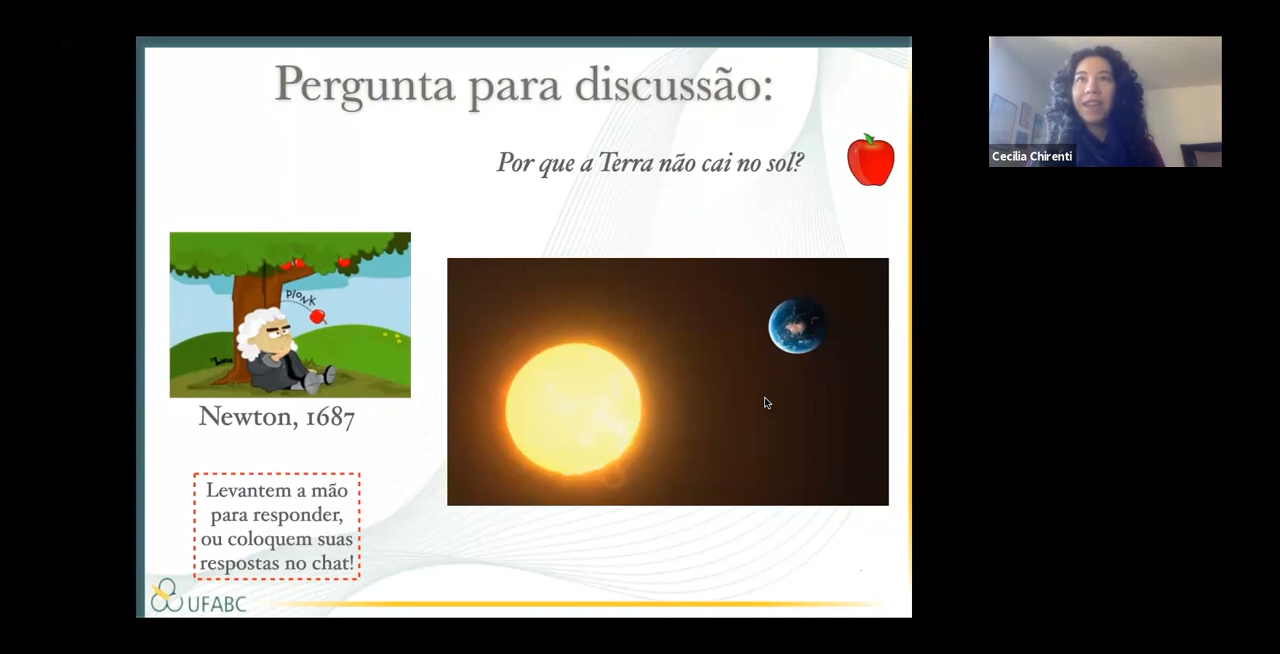 Pergunta para discussão:
Por que a Terra não cai no sol?
PlONK
Newton, 1687
Levantem a mão
para responder,
ou coloquem suas
respostas no chat!
UFABC
Cecilia Chirenti